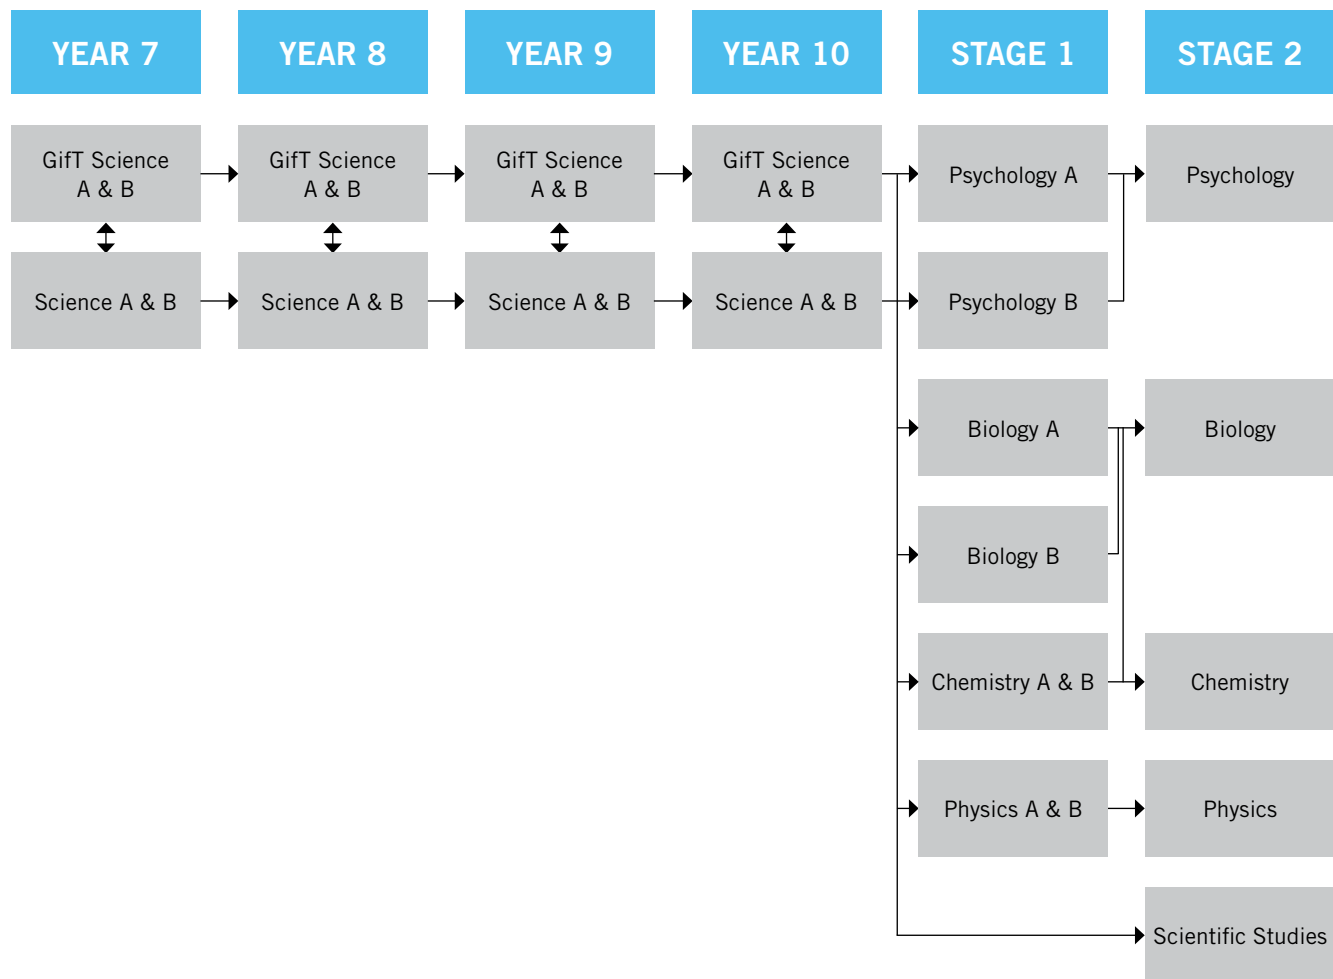 YEAR 7
YEAR 8
YEAR 9
YEAR 10
STAGE 1
STAGE 2
GifT Science
A & B
GifT Science
A & B
GifT Science
A & B
GifT Science
A & B
Psychology A
Psychology
Science A & B
Science A & B
Science A & B
Science A & B
Psychology B
Biology A
Biology
Biology B
Chemistry A & B
Chemistry
Physics A & B
Physics
Scientific Studies